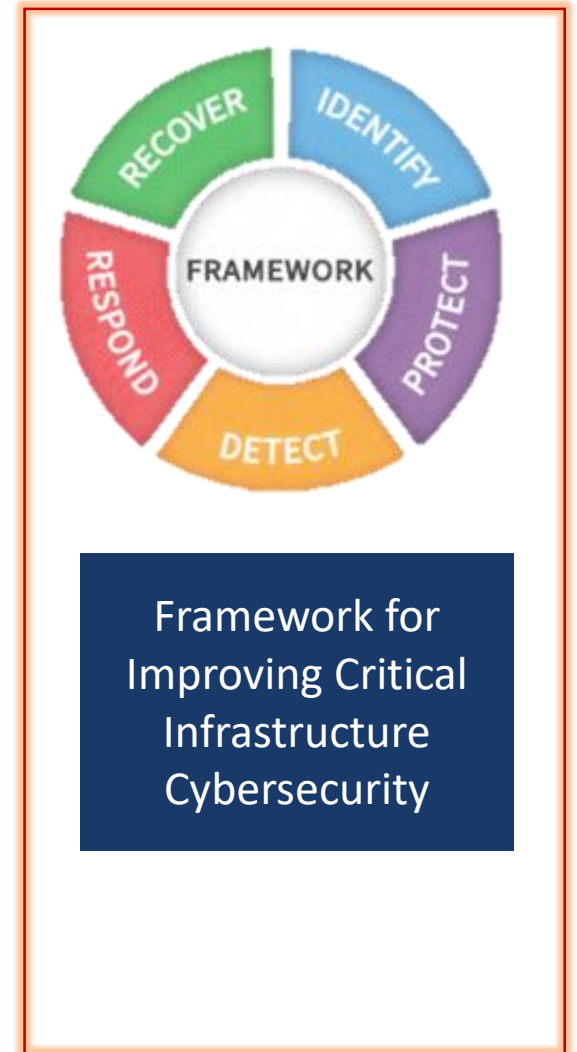 RECOVER
IDENTIFY
FRAMEWORK
RESPOND
PROTECT
DETECT
Framework for
Improving Critical
Infrastructure
Cybersecurity